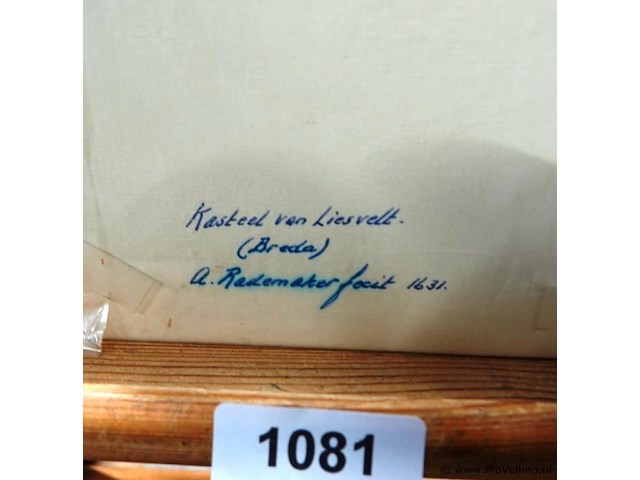 Kasteel van Liesvelt.
(Breda)
A. Rademaker fecit 1631.
1081
© www.ProVeiling.nl